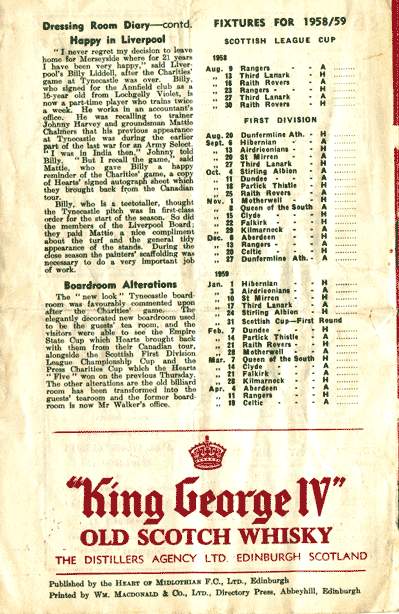 Dressing Room Diary—contd.
Happy in Liverpool
"I never regret my decision to leave
home for Merseyside where for 21 years
I have been very happy," said Liver-
pool's Billy Liddell, after the Charities'
game at Tynecastle was over. Billy,
who signed for the Annfield club as a
16-year old from Lochgelly Violet, is
now a part-time player who trains twice
a week. He works in an accountant's
office. He was recalling to trainer
Johnny Harvey and groundsman Mattie
Chalmers that his previous appearance
at Tynecastle was during the earlier
part of the last war for an Army Select.
"I was in India then," Johnny told
Billy. "But I recall the game," said
Mattie, who gave Billy a happy
reminder of the Charities' game, a copy
of Hearts' signed autograph sheet which
they brought back from the Canadian
tour.
Billy, who is a teetotaller, thought
the Tynecastle pitch was in first-class
order for the start of the season. So did
the members of the Liverpool Board;
they paid Mattie a nice compliment
about the turf and the general tidy
appearance of the stands. During the
close season the painters' scaffolding was
necessary to do a very important job
of work.
Boardroom Alterations
The "new look" Tynecastle board-
room was favourably commented upon
after the Charities' game. The
elegantly decorated new boardroom used
to be the guests' tea room, and the
visitors were able to see the Empire
State Cup which Hearts brought back
with them from their Canadian tour,
alongside the Scottish First Division
League Championship Cup and the
Press Charities Cup which the Hearts
"Five" won on the previous Thursday.
The other alterations are the old billiard
room has been transformed into the
guests' tearoom and the former board-
room is now Mr Walker's office.
FIXTURES FOR 1958/59
SCOTTISH LEAGUE CUP
1958
Aug. 9 Rangers - - A
" 13 Third Lanark - H
" 16 Raith Rovers - A
" 23 Rangers - - H
" 27 Third Lanark - A
" 30 Raith Rovers - H
FIRST DIVISION
Aug. 20 Dunfermline Ath. - H
Sept. 6 Hibernian - A
" 13 Airdrieonians - H
" 20 St Mirren - A
" 27 Third Lanark - H
Oct. 4 Stirling Albion - A
" 11 Dundee - - H
" 18 Partick Thistle - H
" 25 Raith Rovers - A
Nov. 1 Motherwell - H
" 8 Queen of the South A
" 15 Clyde - - H
" 22 Falkirk - - H
" 29 Kilmarnock - A
Dec. 6 Aberdeen - H
" 13 Rangers - - A
" 20 Celtic - - H
" 27 Dunfermline Ath. - A
1959
Jan. 1 Hibernian - H
" 3 Airdrieonians - A
" 10 St Mirren - H
" 17 Third Lanark - A
" 24 Stirling Albion - H
" 31 Scottish Cup—First Round
Feb. 7 Dundee - - A
" 14 Partick Thistle - A
" 21 Raith Rovers - H
" 28 Motherwell - A
Mar. 7 Queen of the South H
" 14 Clyde - - A
" 21 Falkirk - - A
" 28 Kilmarnock - H
Apr. 4 Aberdeen - A
" 11 Rangers - - H
" 18 Celtic - - A
"King George IV"
OLD SCOTCH WHISKY
THE DISTILLERS AGENCY LTD. EDINBURGH SCOTLAND
Published by the HEART OF MIDLOTHIAN F.C., LTD., Edinburgh
Printed by WM. MACDONALD & CO., LTD., Directory Press, Abbeyhill, Edinburgh